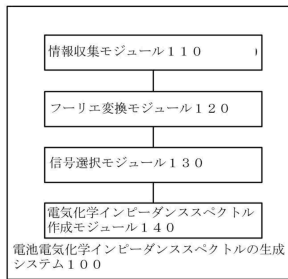 情報収集モジュール１１０
フーリエ変換モジュール１２０
信号選択モジュール１３０
電気化学インピーダンススペクトル
作成モジュール１４０
電池電気化学インピーダンスペクトルの生成
システム１００